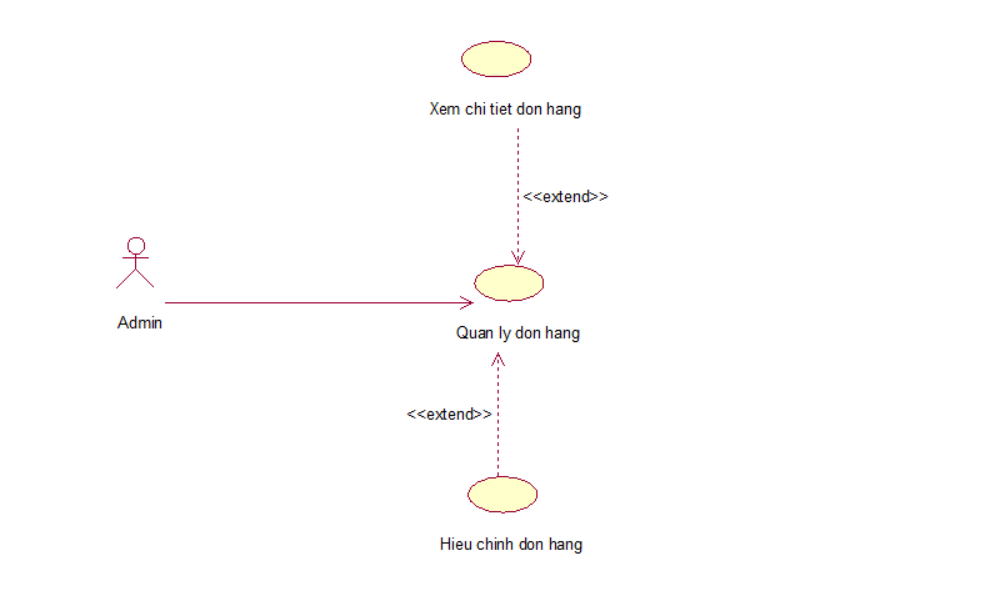 Xem chi tiet don hang
<<extend>>
Admin
Quan ly don hang
<<extend>>
Hieu chinh don hang